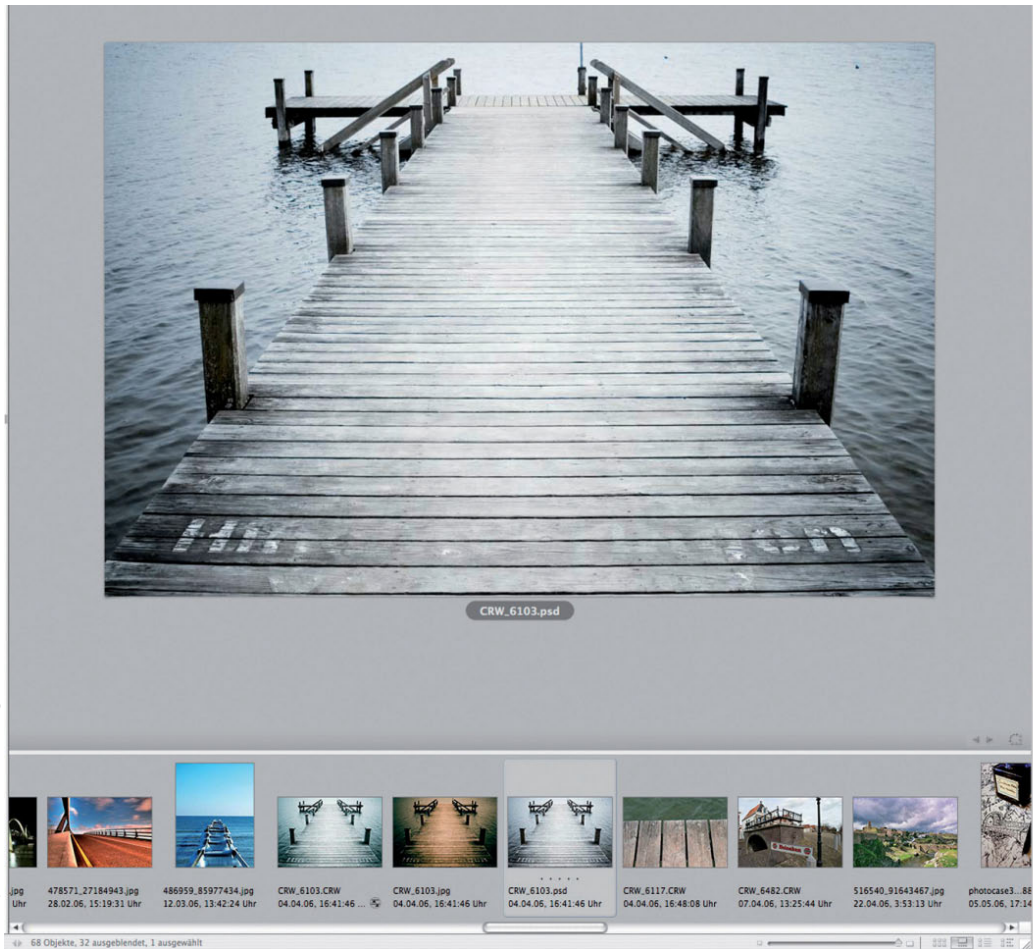 CRW_6103.psd
.jpg
Uhr
478571_27184943.jpg
28.02.06, 15:19:31 Uhr
486959_85977434.jpg
12.03.06, 13:42:24 Uhr
CRW_6103.CRW
04.04.06, 16:41:46 ...
CRW_6103.jpg
04.04.06, 16:41:46 Uhr
CRW_6103.psd
04.04.06, 16:41:46 Uhr
CRW_6117.CRW
04.04.06, 16:48:08 Uhr
CRW_6482.CRW
07.04.06, 13:25:44 Uhr
516540_91643467.jpg
22.04.06, 3:53:13 Uhr
photocase3...88
05.05.06, 17:14
68 Objekte, 32 ausgeblendet, 1 ausgewählt